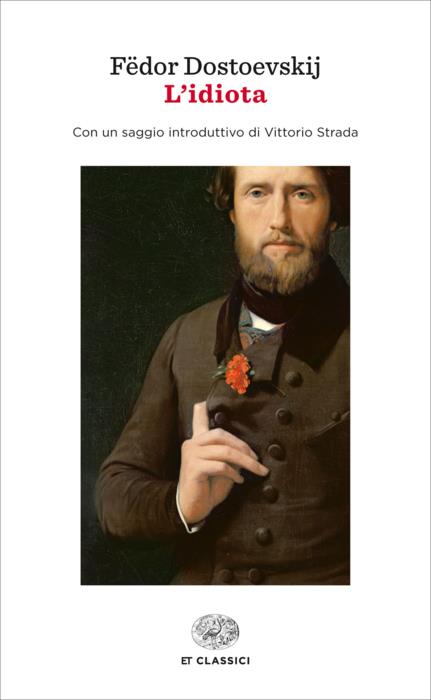 Fëdor Dostoevskij
L’idiota
Con un saggio introduttivo di Vittorio Strada
ET CLASSICI